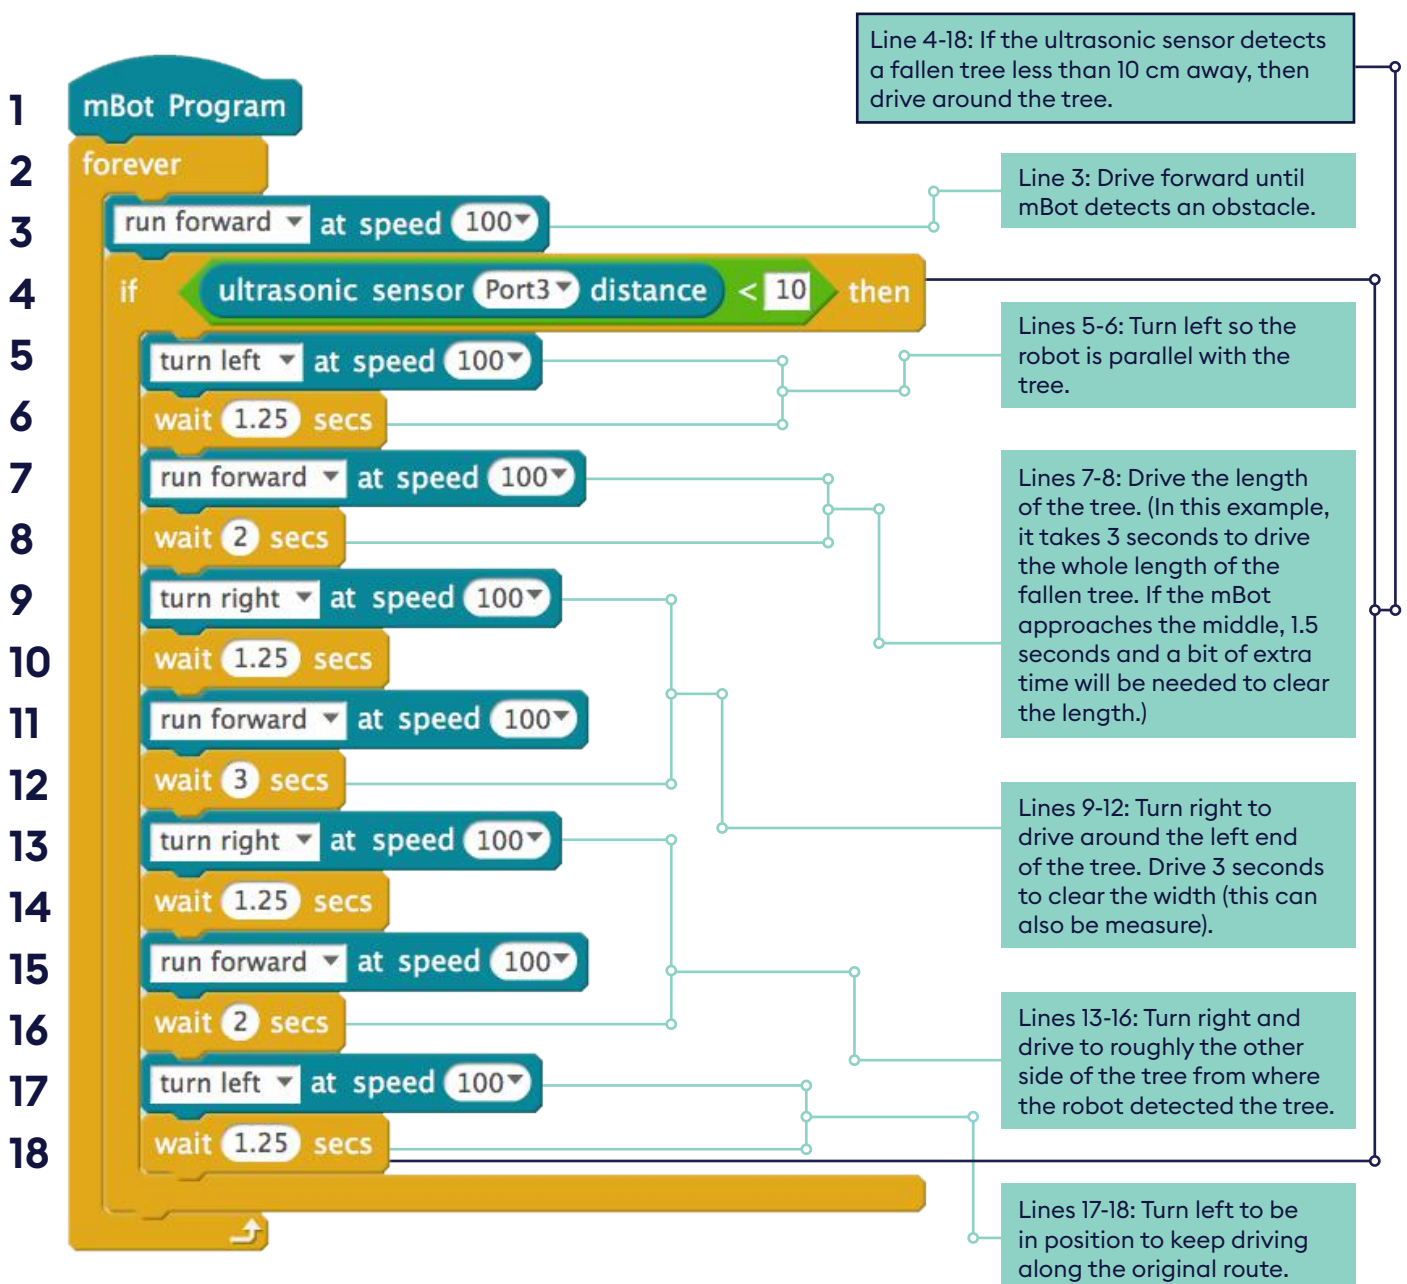 1 mBot Program
2 forever
3 run forward at speed 100
4 if ultrasonic sensor Port3 distance < 10 then
5 turn left at speed 100
6 wait 1.25 secs
7 run forward at speed 100
8 wait 2 secs
9 turn right at speed 100
10 wait 1.25 secs
11 run forward at speed 100
12 wait 3 secs
13 turn right at speed 100
14 wait 1.25 secs
15 run forward at speed 100
16 wait 2 secs
17 turn left at speed 100
18 wait 1.25 secs
Line 4-18: If the ultrasonic sensor detects
a fallen tree less than 10 cm away, then
drive around the tree.
Line 3: Drive forward until
mBot detects an obstacle.
Lines 5-6: Turn left so the
robot is parallel with the
tree.
Lines 7-8: Drive the length
of the tree. (In this example,
it takes 3 seconds to drive
the whole length of the
fallen tree. If the mBot
approaches the middle, 1.5
seconds and a bit of extra
time will be needed to clear
the length.)
Lines 9-12: Turn right to
drive around the left end
of the tree. Drive 3 seconds
to clear the width (this can
also be measure).
Lines 13-16: Turn right and
drive to roughly the other
side of the tree from where
the robot detected the tree.
Lines 17-18: Turn left to be
in position to keep driving
along the original route.